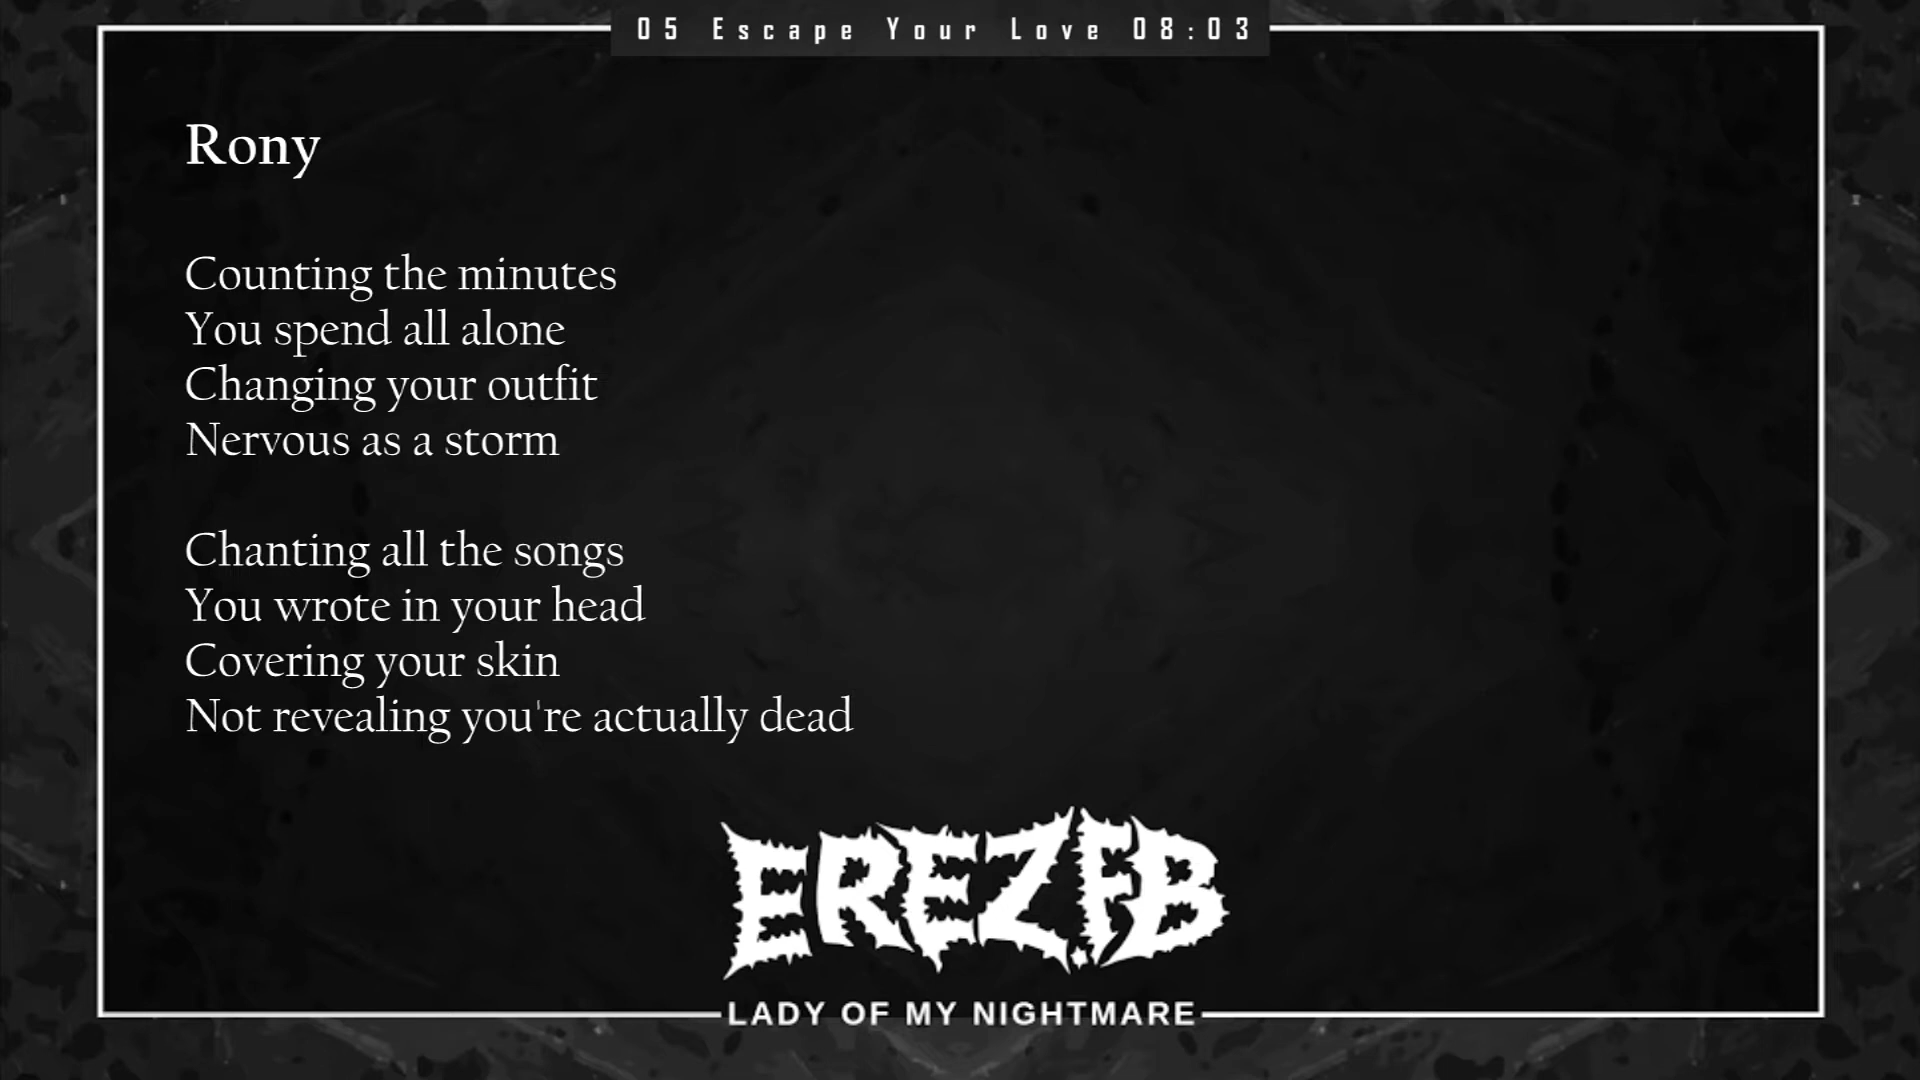 05 Escape Your Love 08:03
Rony
Counting the minutes
You spend all alone
Changing your outfit
Nervous as a storm
Chanting all the songs
You wrote in your head
Covering your skin
Not revealing you're actually dead
EREZ.FB
LADY OF MY NIGHTMARE